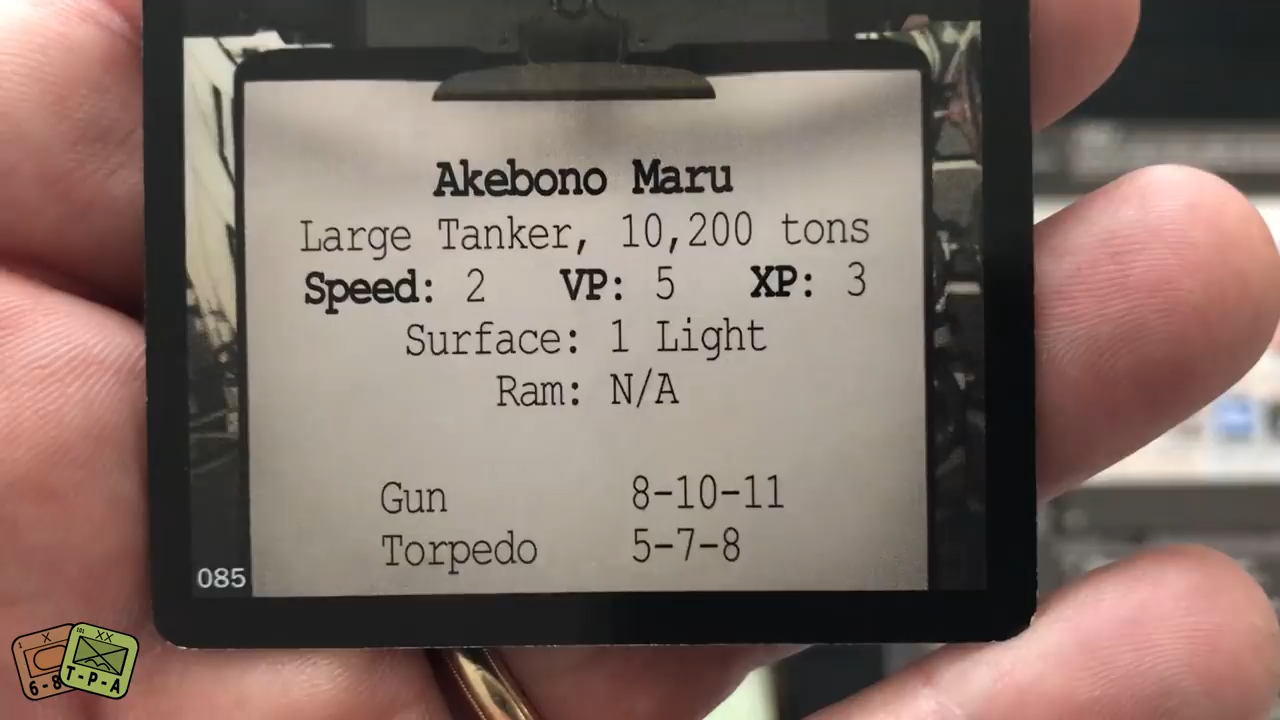 Akebono Maru
Large Tanker, 10,200 tons
Speed: 2 VP: 5 XP: 3
Surface: 1 Light
Ram: N/A
Gun 8-10-11
Torpedo 5-7-8
085
X
XX
6-8
T-P-A